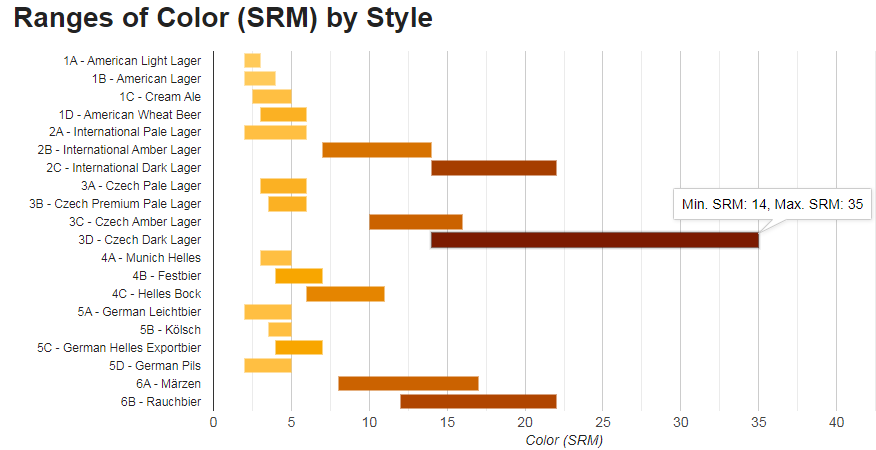 Ranges of Color (SRM) by Style
1A - American Light Lager
1B - American Lager
1C - Cream Ale
1D - American Wheat Beer
2A - International Pale Lager
2B - International Amber Lager
2C - International Dark Lager
3A - Czech Pale Lager
3B - Czech Premium Pale Lager
Min. SRM: 14, Max. SRM: 35
3C - Czech Amber Lager
3D - Czech Dark Lager
4A - Munich Helles
4B - Festbier
4C - Helles Bock
5A - German Leichtbier
5B - Kölsch
5C - German Helles Exportbier
5D - German Pils
6A - Märzen
6B - Rauchbier
0 5 10 15 20 25 30 35 40
Color (SRM)